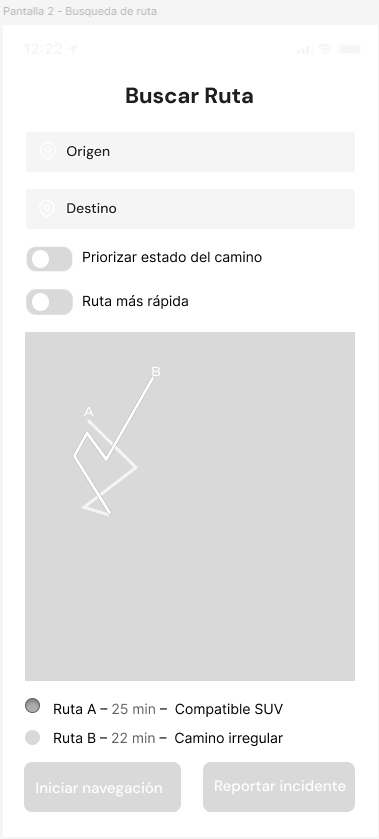 Pantalla 2 - Busqueda de ruta
12:22
Buscar Ruta
Origen
Destino
Priorizar estado del camino
Ruta más rápida
B
A
Ruta A – 25 min – Compatible SUV
Ruta B – 22 min – Camino irregular
Iniciar navegación
Reportar incidente